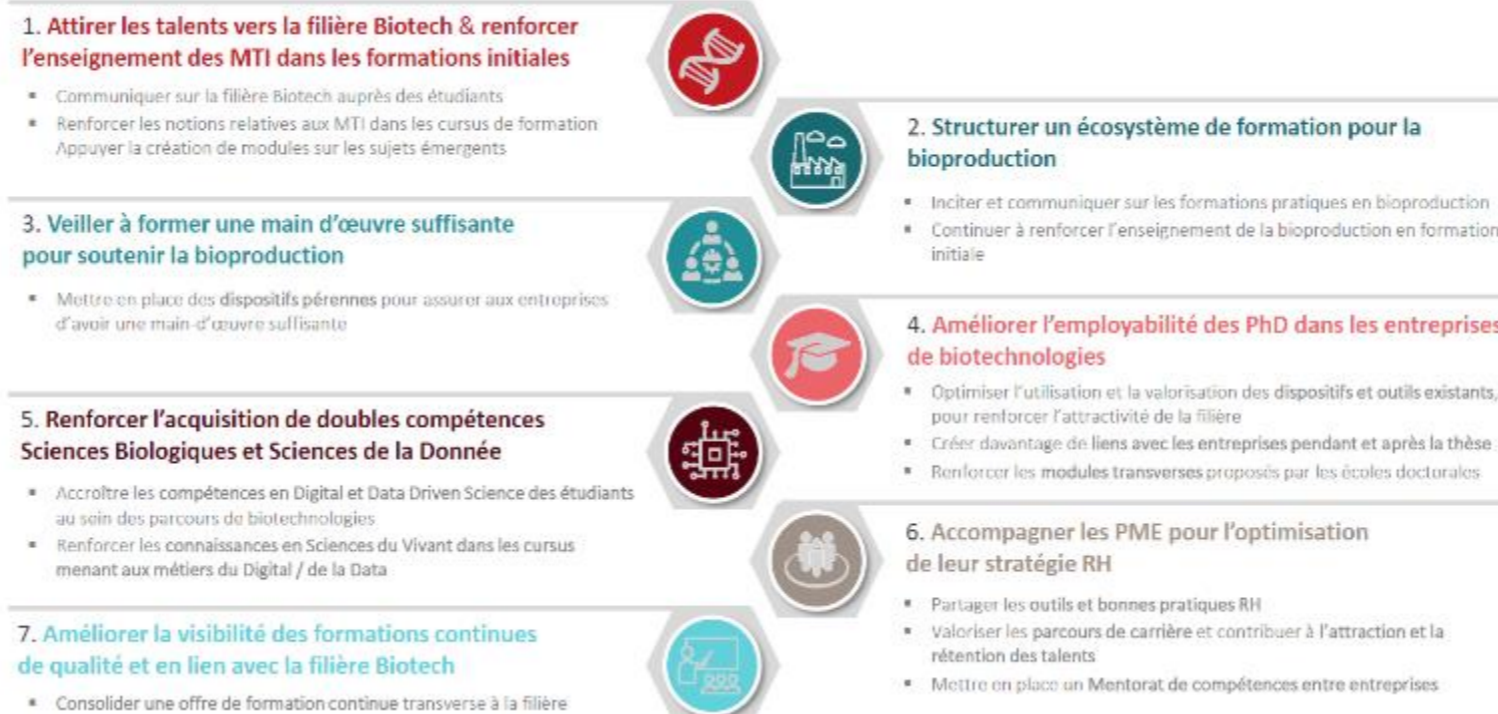 1. Attirer les talents vers la filière Biotech & renforcer
l'enseignement des MTI dans les formations initiales
▪ Communiquer sur la filière Biotech auprès des étudiants
▪ Renforcer les notions relatives aux MTI dans les cursus de formation
Appuyer la création de modules sur les sujets émergents
2. Structurer un écosystème de formation pour la
bioproduction
▪ Inciter et communiquer sur les formations pratiques en bioproduction
▪ Continuer à renforcer l'enseignement de la bioproduction en formation
initiale
3. Veiller à former une main d'œuvre suffisante
pour soutenir la bioproduction
▪ Mettre en place des dispositifs pérennes pour assurer aux entreprises
d'avoir une main-d'œuvre suffisante
4. Améliorer l'employabilité des PhD dans les entreprises
de biotechnologies
▪ Optimiser l'utilisation et la valorisation des dispositifs et outils existants,
pour renforcer l'attractivité de la filière
▪ Créer davantage de liens avec les entreprises pendant et après la thèse
▪ Renforcer les modules transverses proposés par les écoles doctorales
5. Renforcer l'acquisition de doubles compétences
Sciences Biologiques et Sciences de la Donnée
▪ Accroître les compétences en Digital et Data Driven Science des étudiants
au sein des parcours de biotechnologies
▪ Renforcer les connaissances en Sciences du Vivant dans les cursus
menant aux métiers du Digital / de la Data
6. Accompagner les PME pour l'optimisation
de leur stratégie RH
▪ Partager les outils et bonnes pratiques RH
▪ Valoriser les parcours de carrière et contribuer à l'attraction et la
rétention des talents
▪ Mettre en place un Mentorat de compétences entre entreprises
7. Améliorer la visibilité des formations continues
de qualité et en lien avec la filière Biotech
▪ Consolider une offre de formation continue transverse à la filière